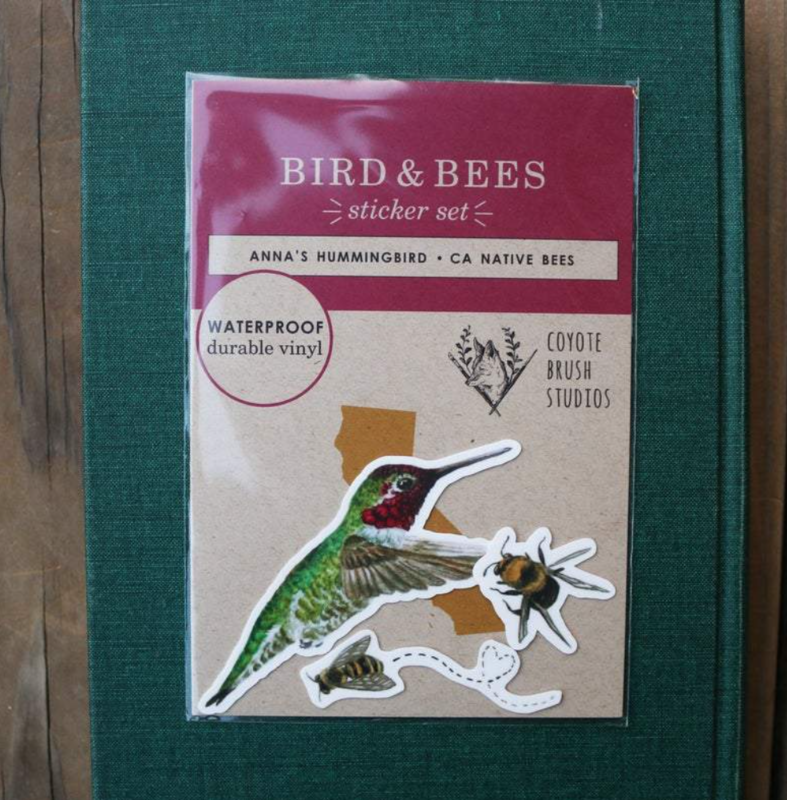 BIRD & BEES
sticker set
ANNA'S HUMMINGBIRD • CA NATIVE BEES
WATERPROOF
durable vinyl
COYOTE
BRUSH
STUDIOS